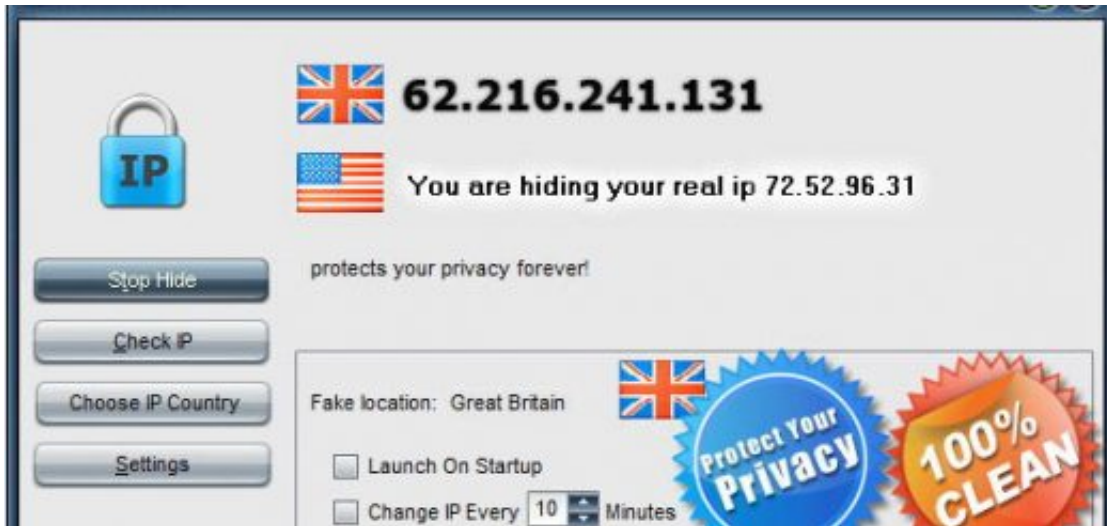 62.216.241.131
IP
You are hiding your real ip 72.52.96.31
protects your privacy forever!
Stop Hide
Check IP
Choose IP Country
Settings
Fake location: Great Britain
Launch On Startup
Change IP Every 10 Minutes
Protect Your
Privacy
100%
CLEAN